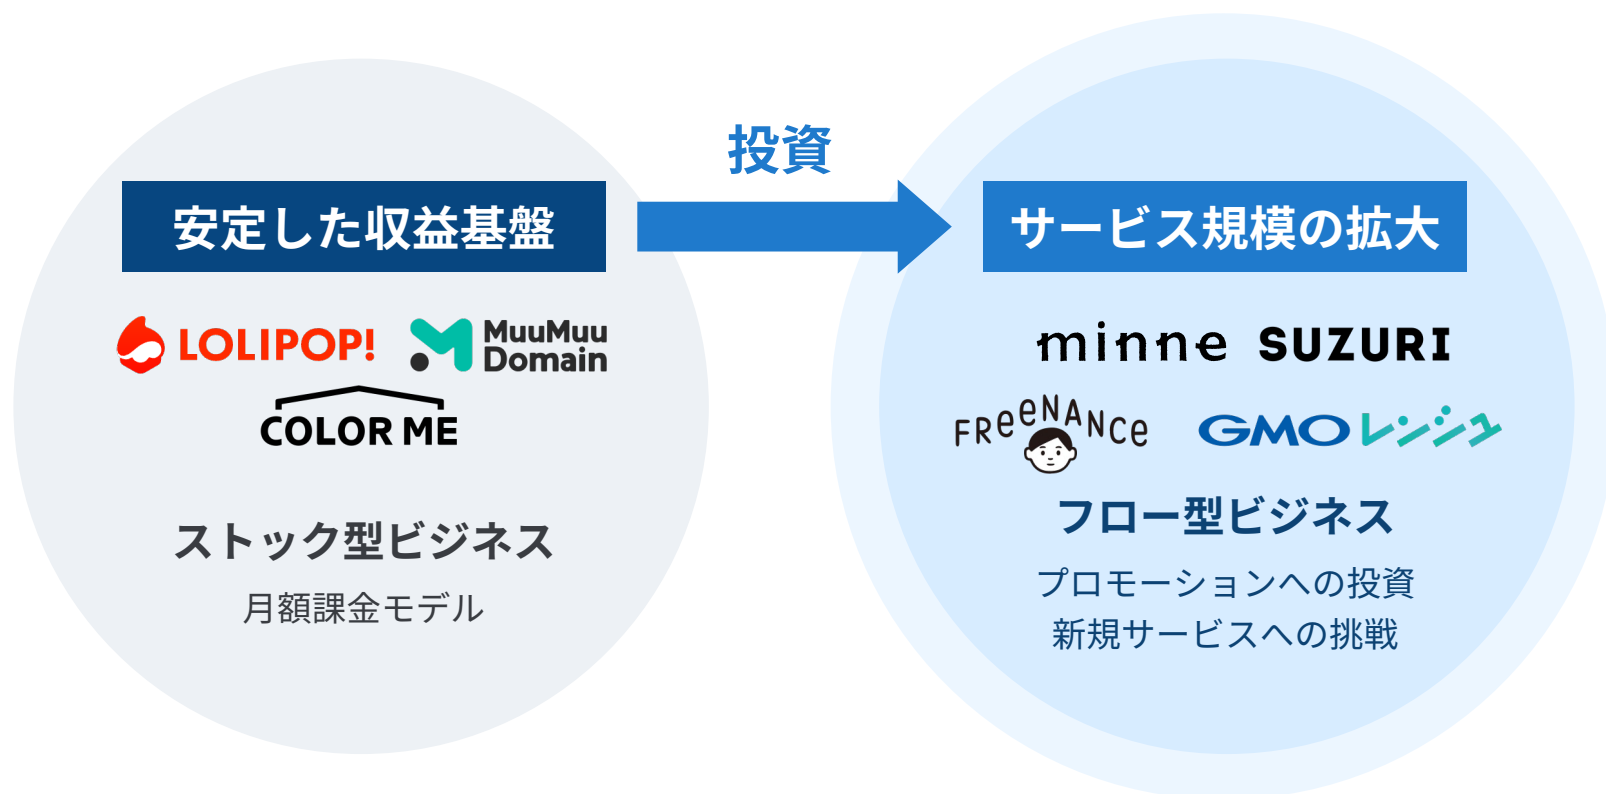 投資
安定した収益基盤
LOLIPOP!
MuuMuu
Domain
COLOR ME
ストック型ビジネス
月額課金モデル
サービス規模の拡大
minne SUZURI
FReeNANce
GMOレンシュ
フロー型ビジネス
プロモーションへの投資
新規サービスへの挑戦